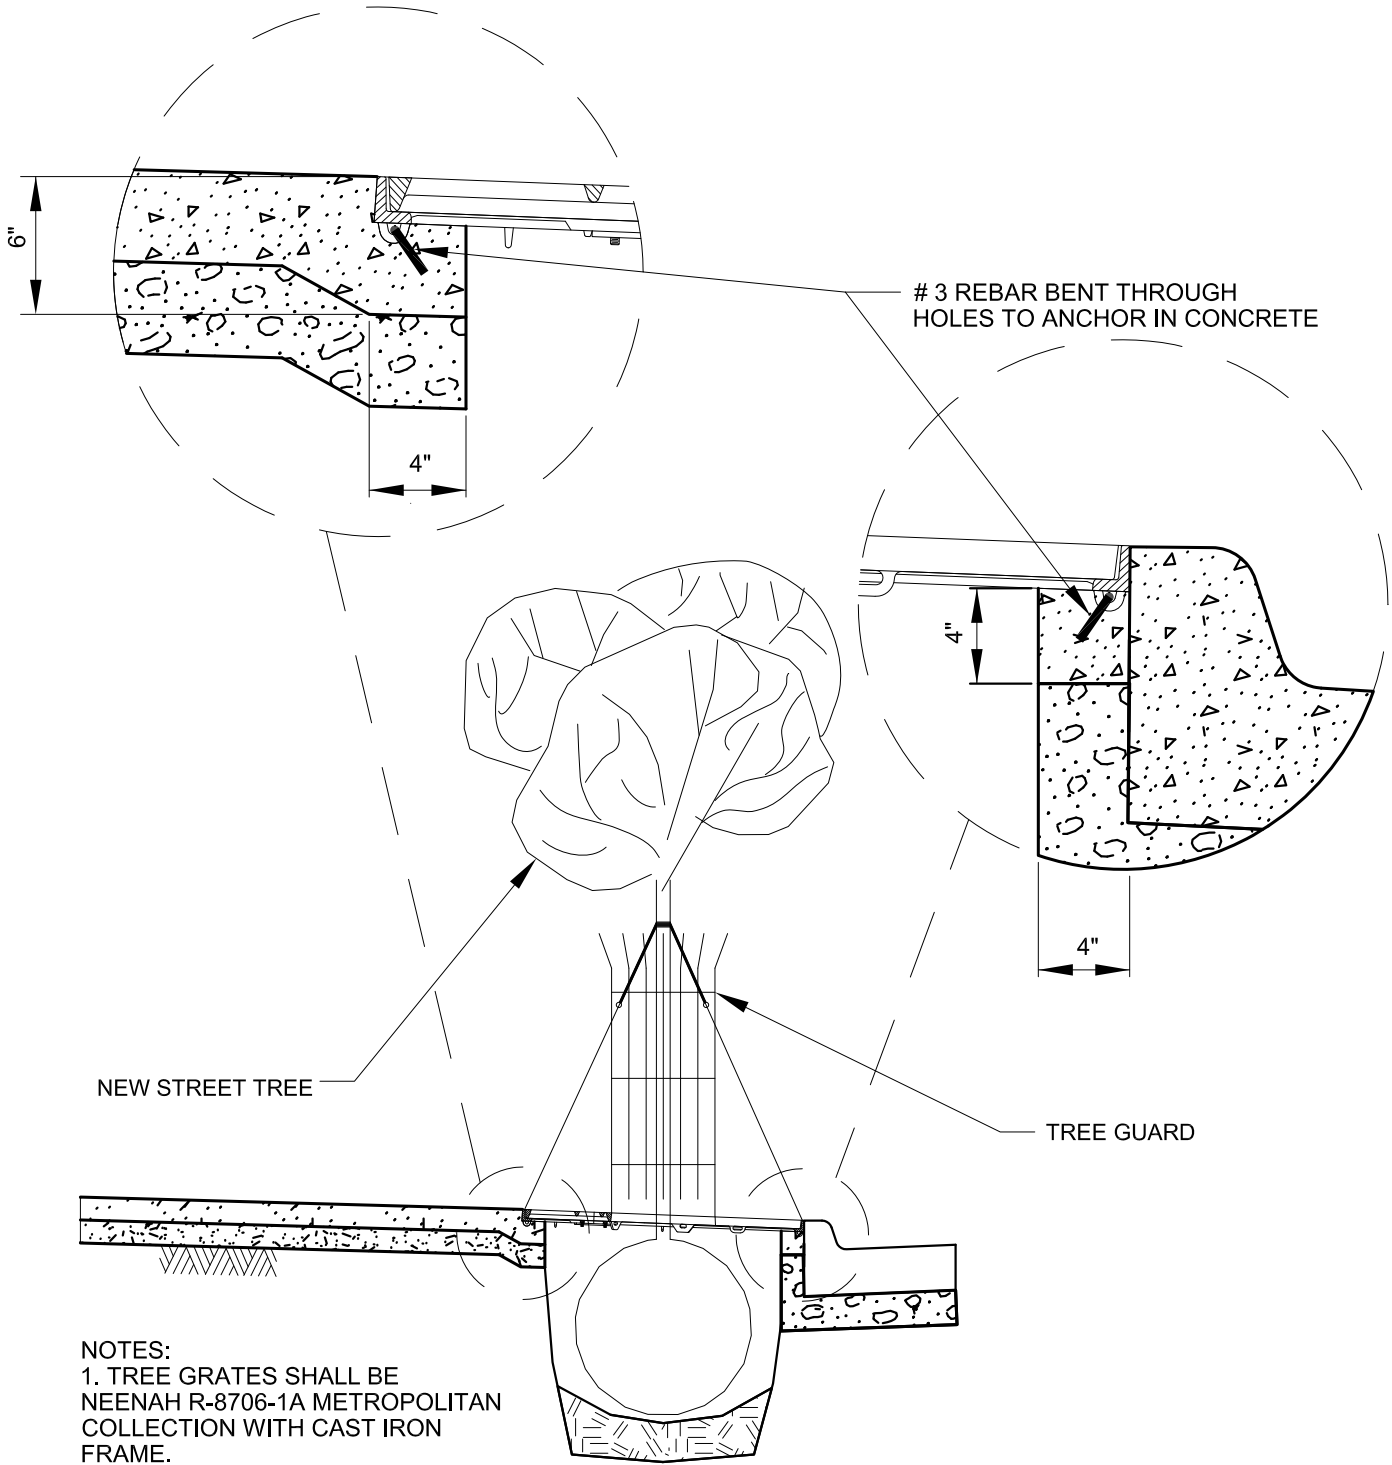 6"
# 3 REBAR BENT THROUGH
HOLES TO ANCHOR IN CONCRETE
4"
4"
4"
NEW STREET TREE
TREE GUARD
NOTES:
1. TREE GRATES SHALL BE
NEENAH R-8706-1A METROPOLITAN
COLLECTION WITH CAST IRON
FRAME.